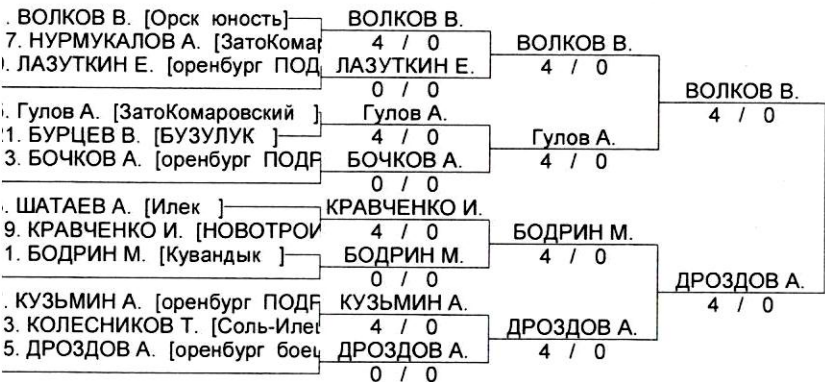 . ВОЛКОВ В. [Орск юность]
ВОЛКОВ В.
7. НУРМУКАЛОВ А. [ЗатоКомар
4 / 0
ВОЛКОВ В.
. ЛАЗУТКИН Е. [оренбург ПОД
ЛАЗУТКИН Е.
4 / 0
0 / 0
ВОЛКОВ В.
4 / 0
. Гулов А. [ЗатоКомаровский ]
Гулов А.
1. БУРЦЕВ В. [БУЗУЛУК ]
4 / 0
Гулов А.
3. БОЧКОВ А. [оренбург ПОДР
БОЧКОВ А.
4 / 0
0 / 0
. ШАТАЕВ А. [Илек ]
КРАВЧЕНКО И.
9. КРАВЧЕНКО И. [НОВОТРОИ
4 / 0
БОДРИН М.
1. БОДРИН М. [Кувандык ]
БОДРИН М.
4 / 0
0 / 0
ДРОЗДОВ А.
4 / 0
. КУЗЬМИН А. [оренбург ПОДР
КУЗЬМИН А.
3. КОЛЕСНИКОВ Т. [Соль-Илец
4 / 0
ДРОЗДОВ А.
5. ДРОЗДОВ А. [оренбург боец
ДРОЗДОВ А.
4 / 0
0 / 0